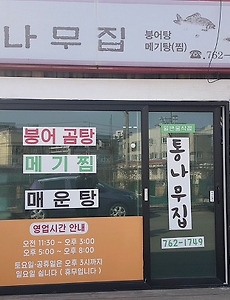 통나무집
붕어탕
메기탕(찜)
☎.762-
붕어 곰탕
메기찜
매운탕
영업시간 안내
오전 11:30 ~ 오후 3:00
오후 5:00 ~ 오후 8:00
토요일·공휴일은 오후 3시까지
일요일 쉽니다 ( 휴무입니다 )
통나무집
762-1749